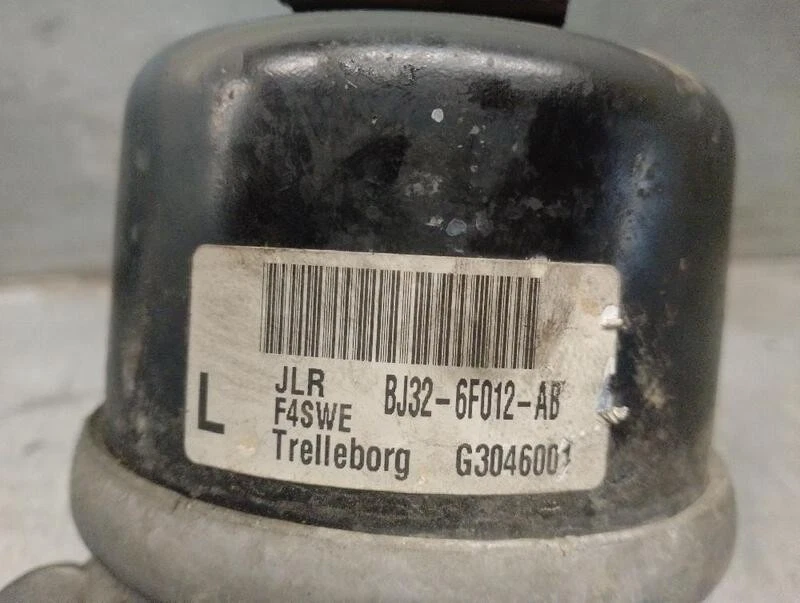 L
JLR BJ32-6F012-AB
F4SWE
Trelleborg G3046001